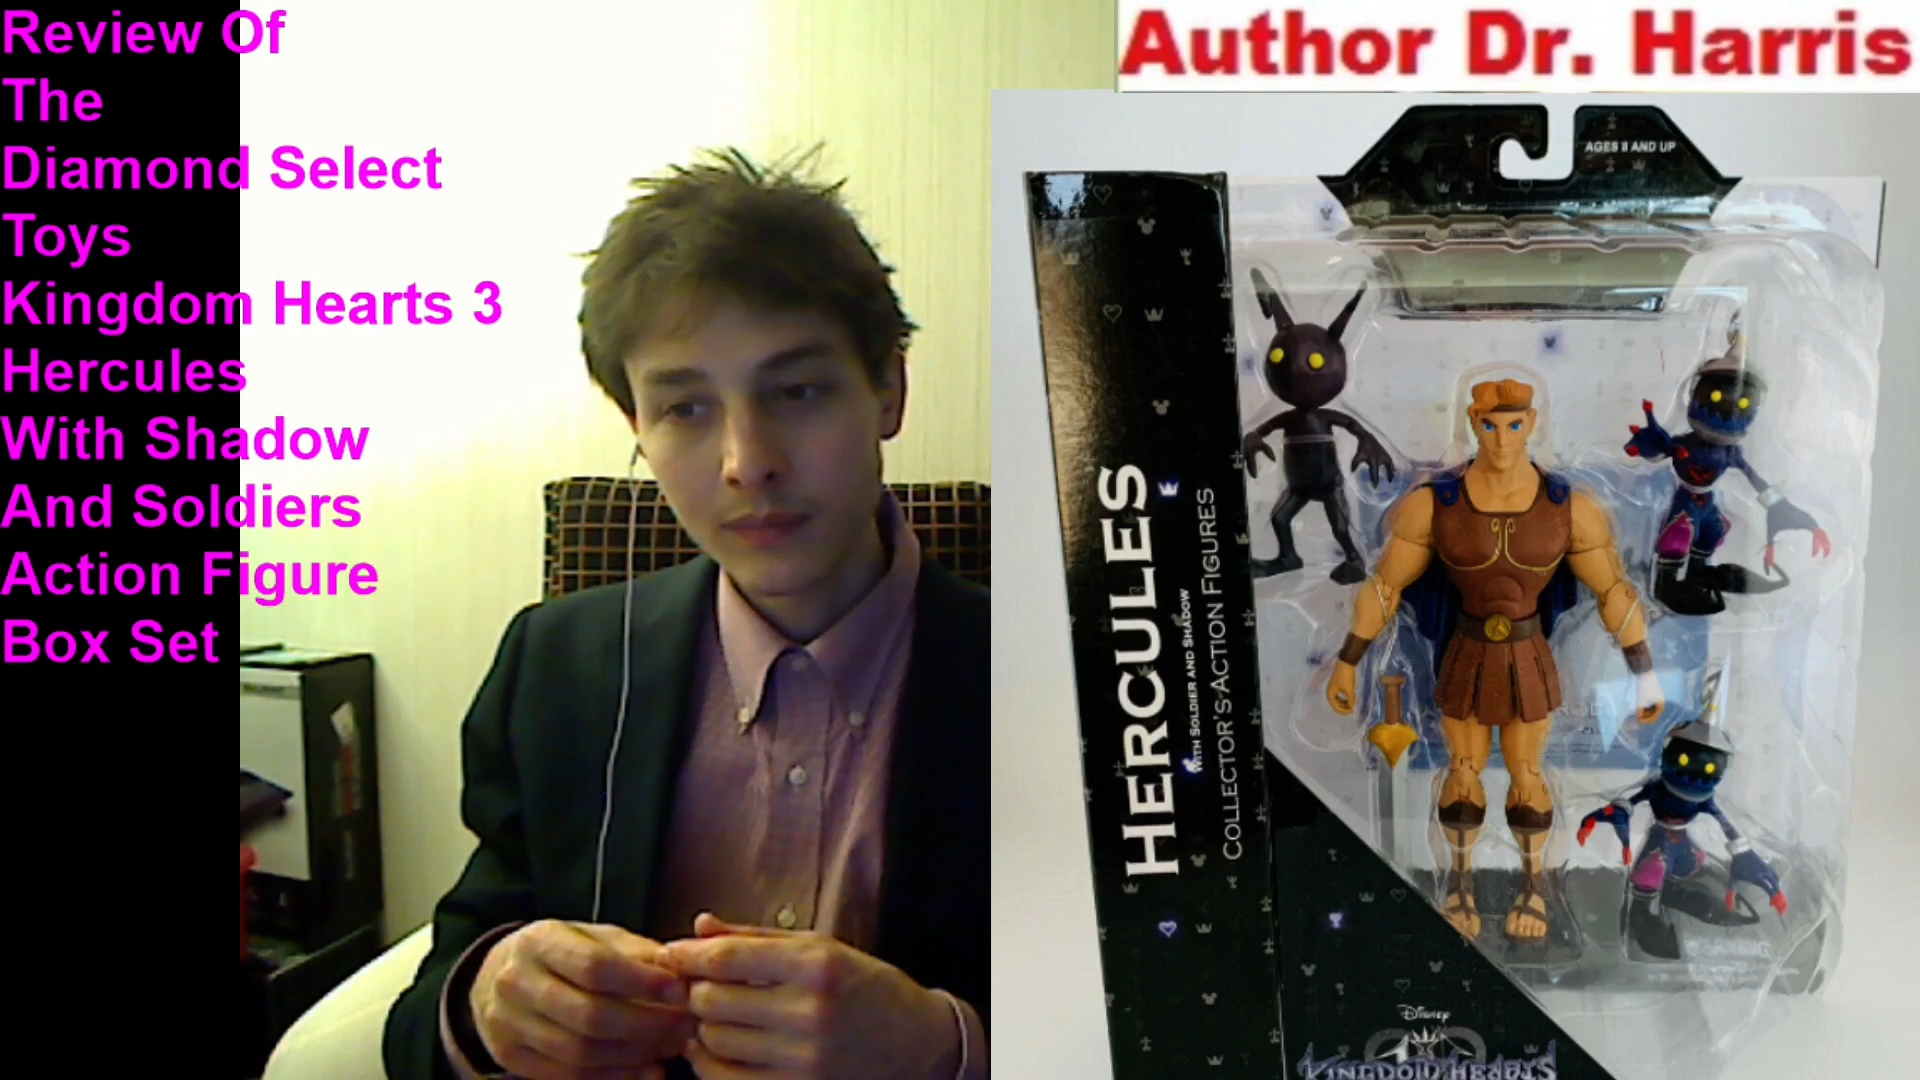 Review Of
The
Diamond Select
Toys
Kingdom Hearts 3
Hercules
With Shadow
And Soldiers
Action Figure
Box Set
Author Dr. Harris
AGES 8 AND UP
HERCULES
WITH SOLDIER AND SHADOW
COLLECTOR'S ACTION FIGURES
WARNING
Disney
KINGDOM HEARTS